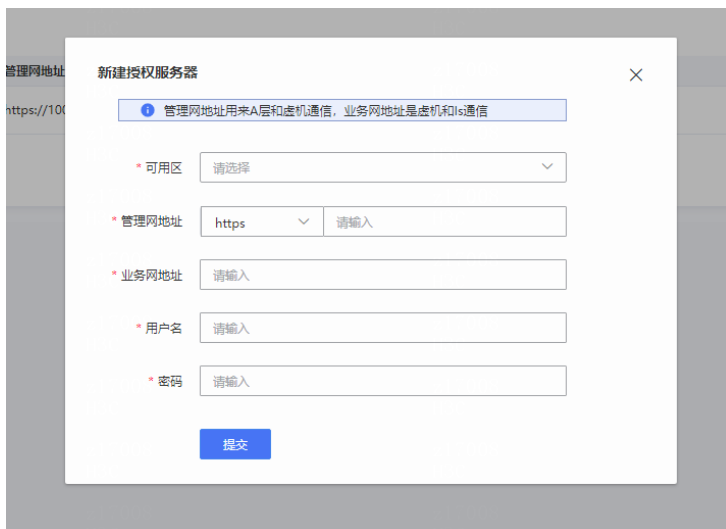 管理网地址
新建授权服务器
https://100
管理网地址用来A层和虚机通信，业务网地址是虚机和ls通信
* 可用区 请选择
* 管理网地址 https 请输入
* 业务网地址 请输入
* 用户名 请输入
* 密码 请输入
提交